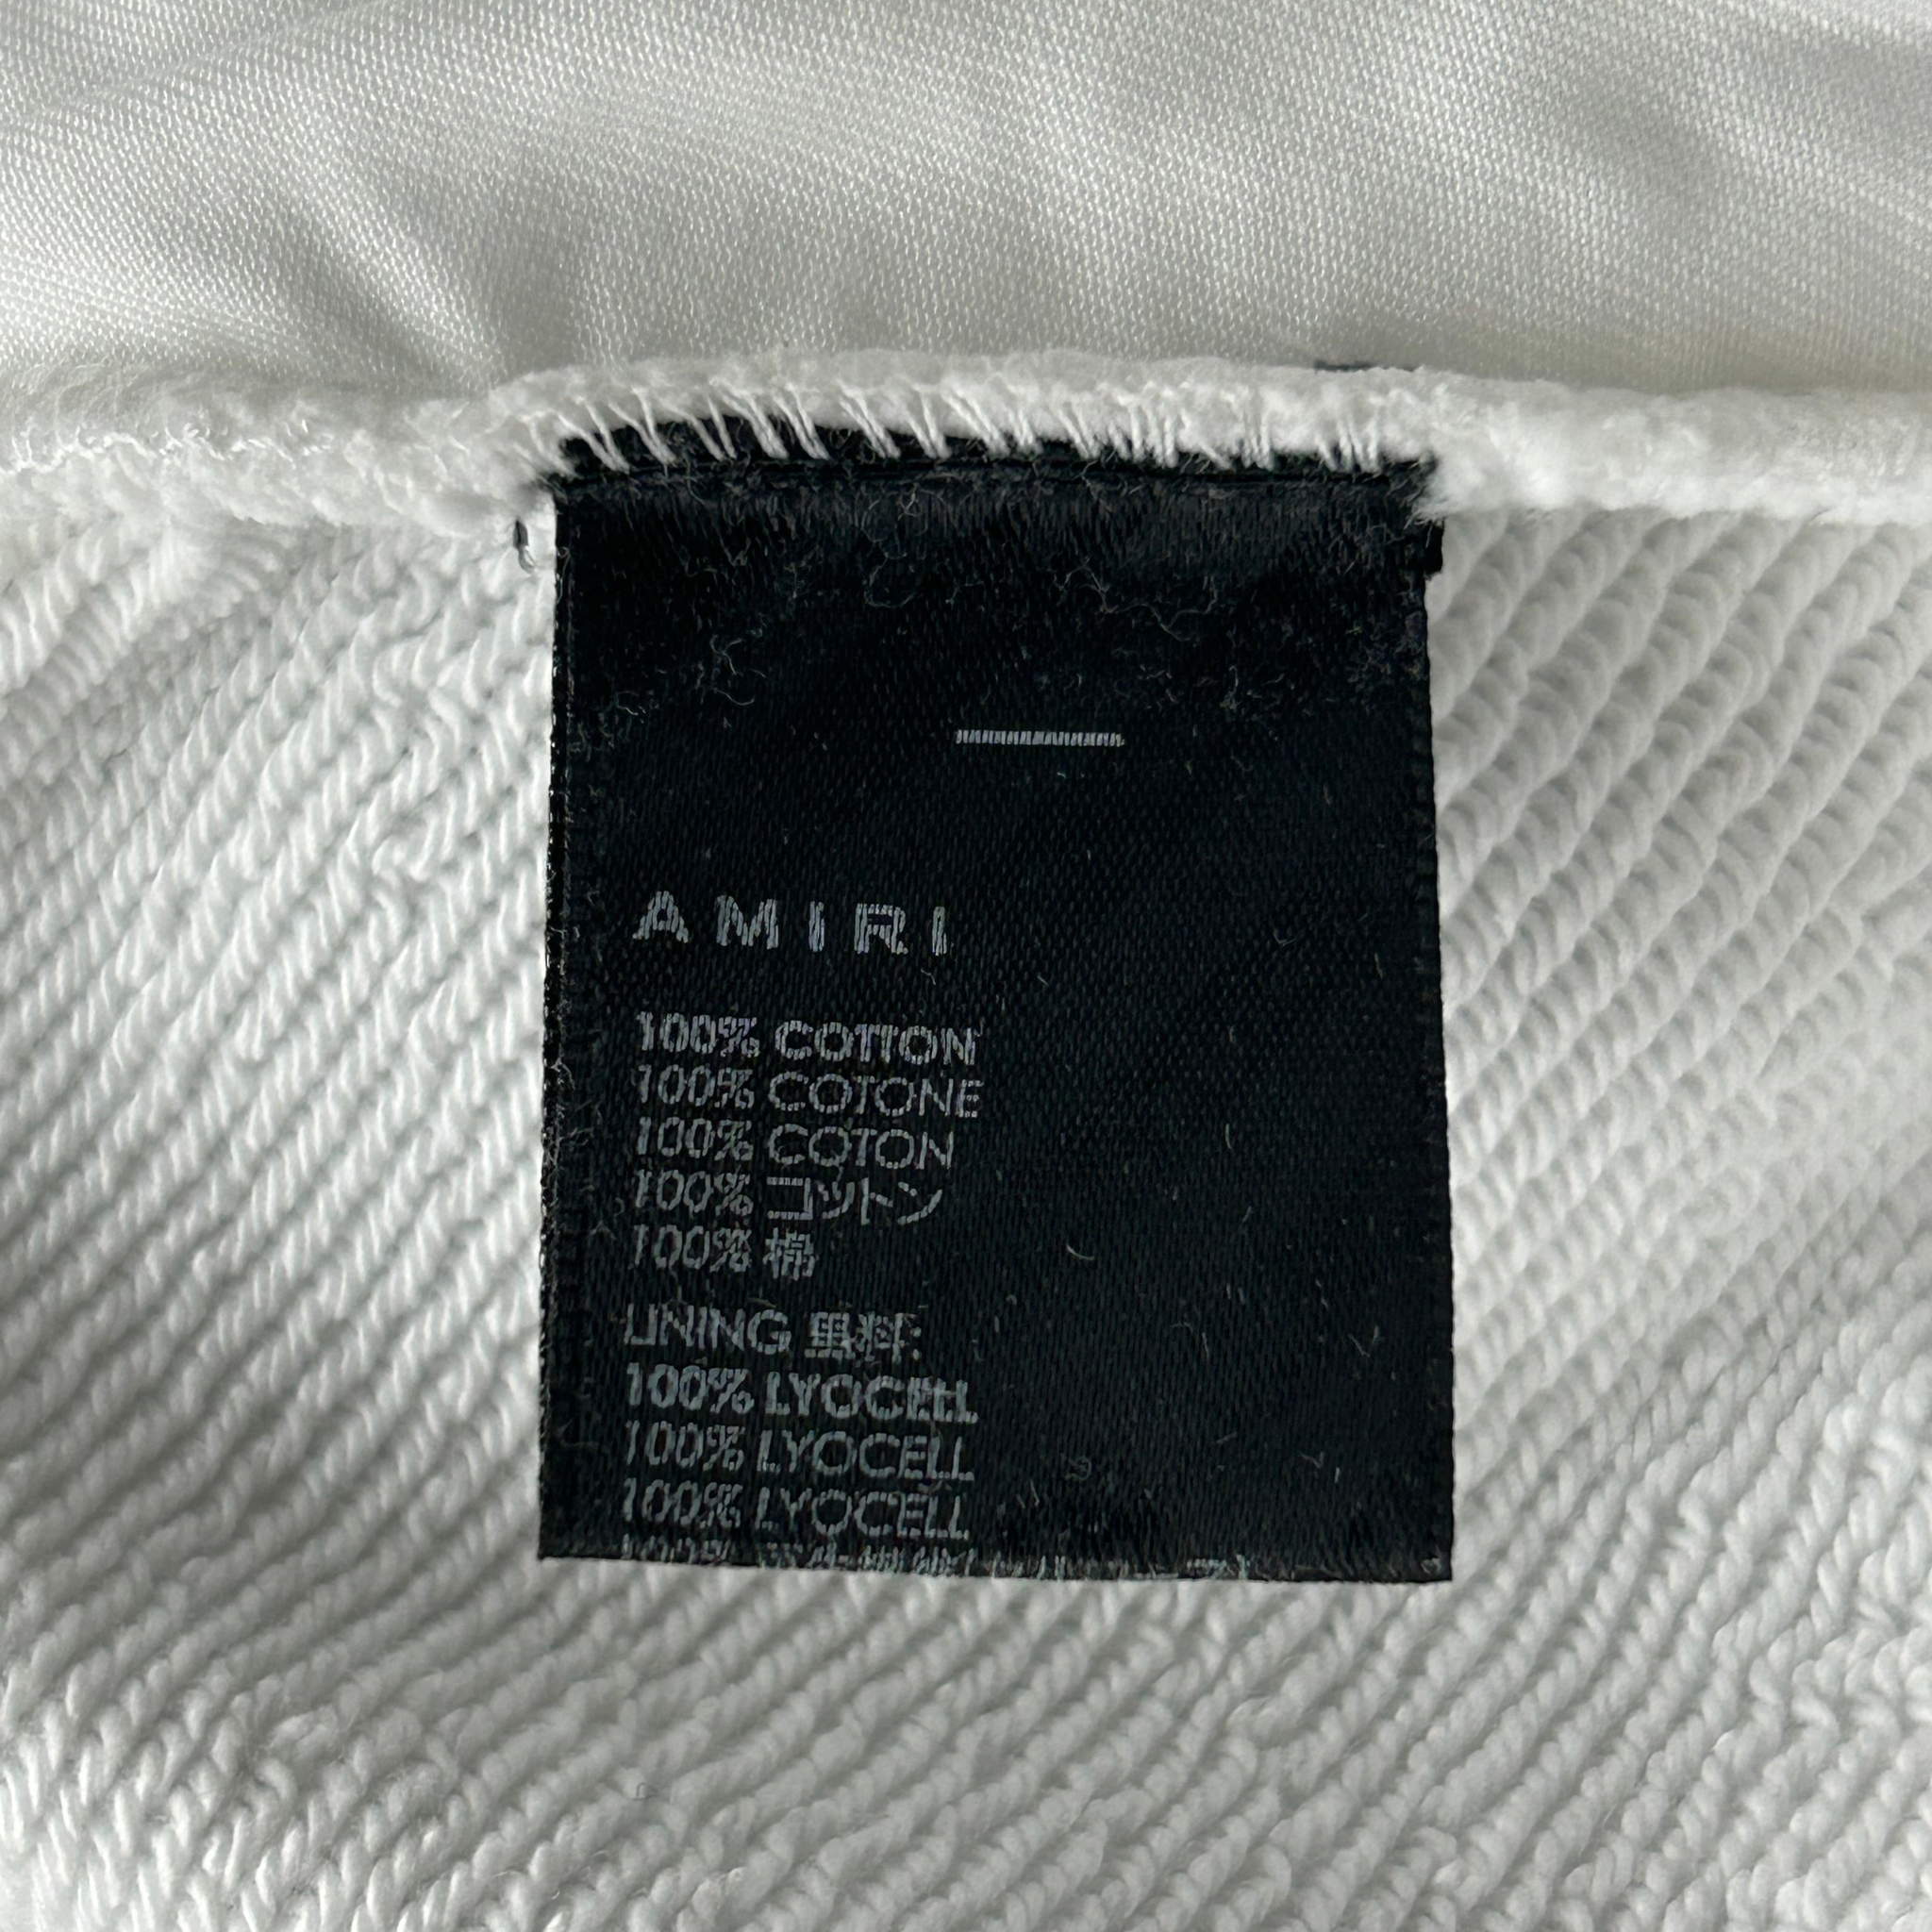 AMIRI
100% COTTON
100% COTONE
100% COTON
100% コットン
100% 棉
LINING 里料:
100% LYOCELL
100% LYOCELL
100% LYOCELL